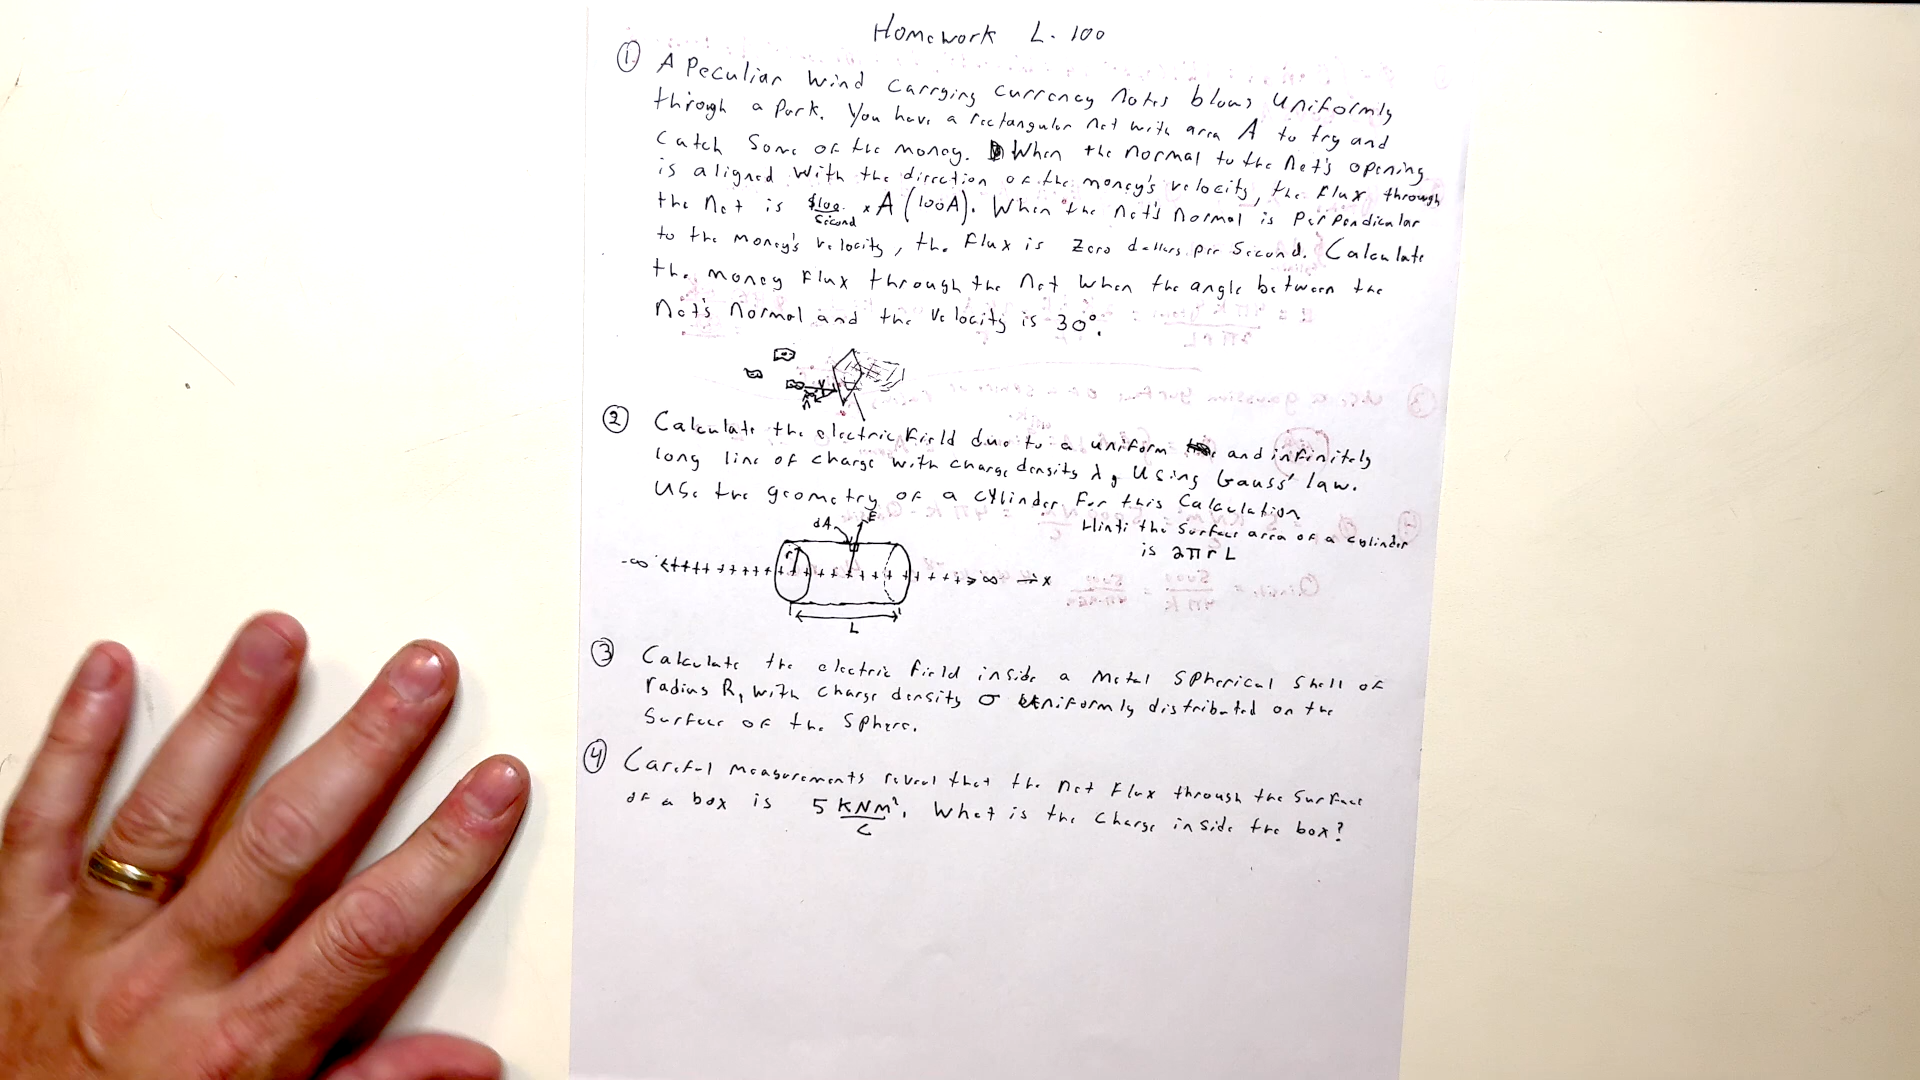 Homework L. 100
① A Peculiar wind carrying currency notes blows uniformly
through a park. You have a rectangular net with area A to try and
catch some of the money. When the normal to the net's opening
is aligned with the direction of the money's velocity, the flux through
the net is $100/second × A (100A). When the net's normal is perpendicular
to the money's velocity, the flux is zero dollars per second. Calculate
the money flux through the net when the angle between the
net's normal and the velocity is 30°.
v
n̂
② Calculate the electric field due to a uniform and infinitely
long line of charge with charge density λ, Using Gauss' law.
Use the geometry of a cylinder for this calculation
Hint: the surface area of a cylinder
is 2πrL
dA E
r
-∞ ←+++++++++++++++++++++→ ∞ → x
L
③ Calculate the electric field inside a metal spherical shell of
radius R, with charge density σ uniformly distributed on the
surface of the sphere.
④ Careful measurements reveal that the net flux through the surface
of a box is 5 KNm²/C. What is the charge inside the box?